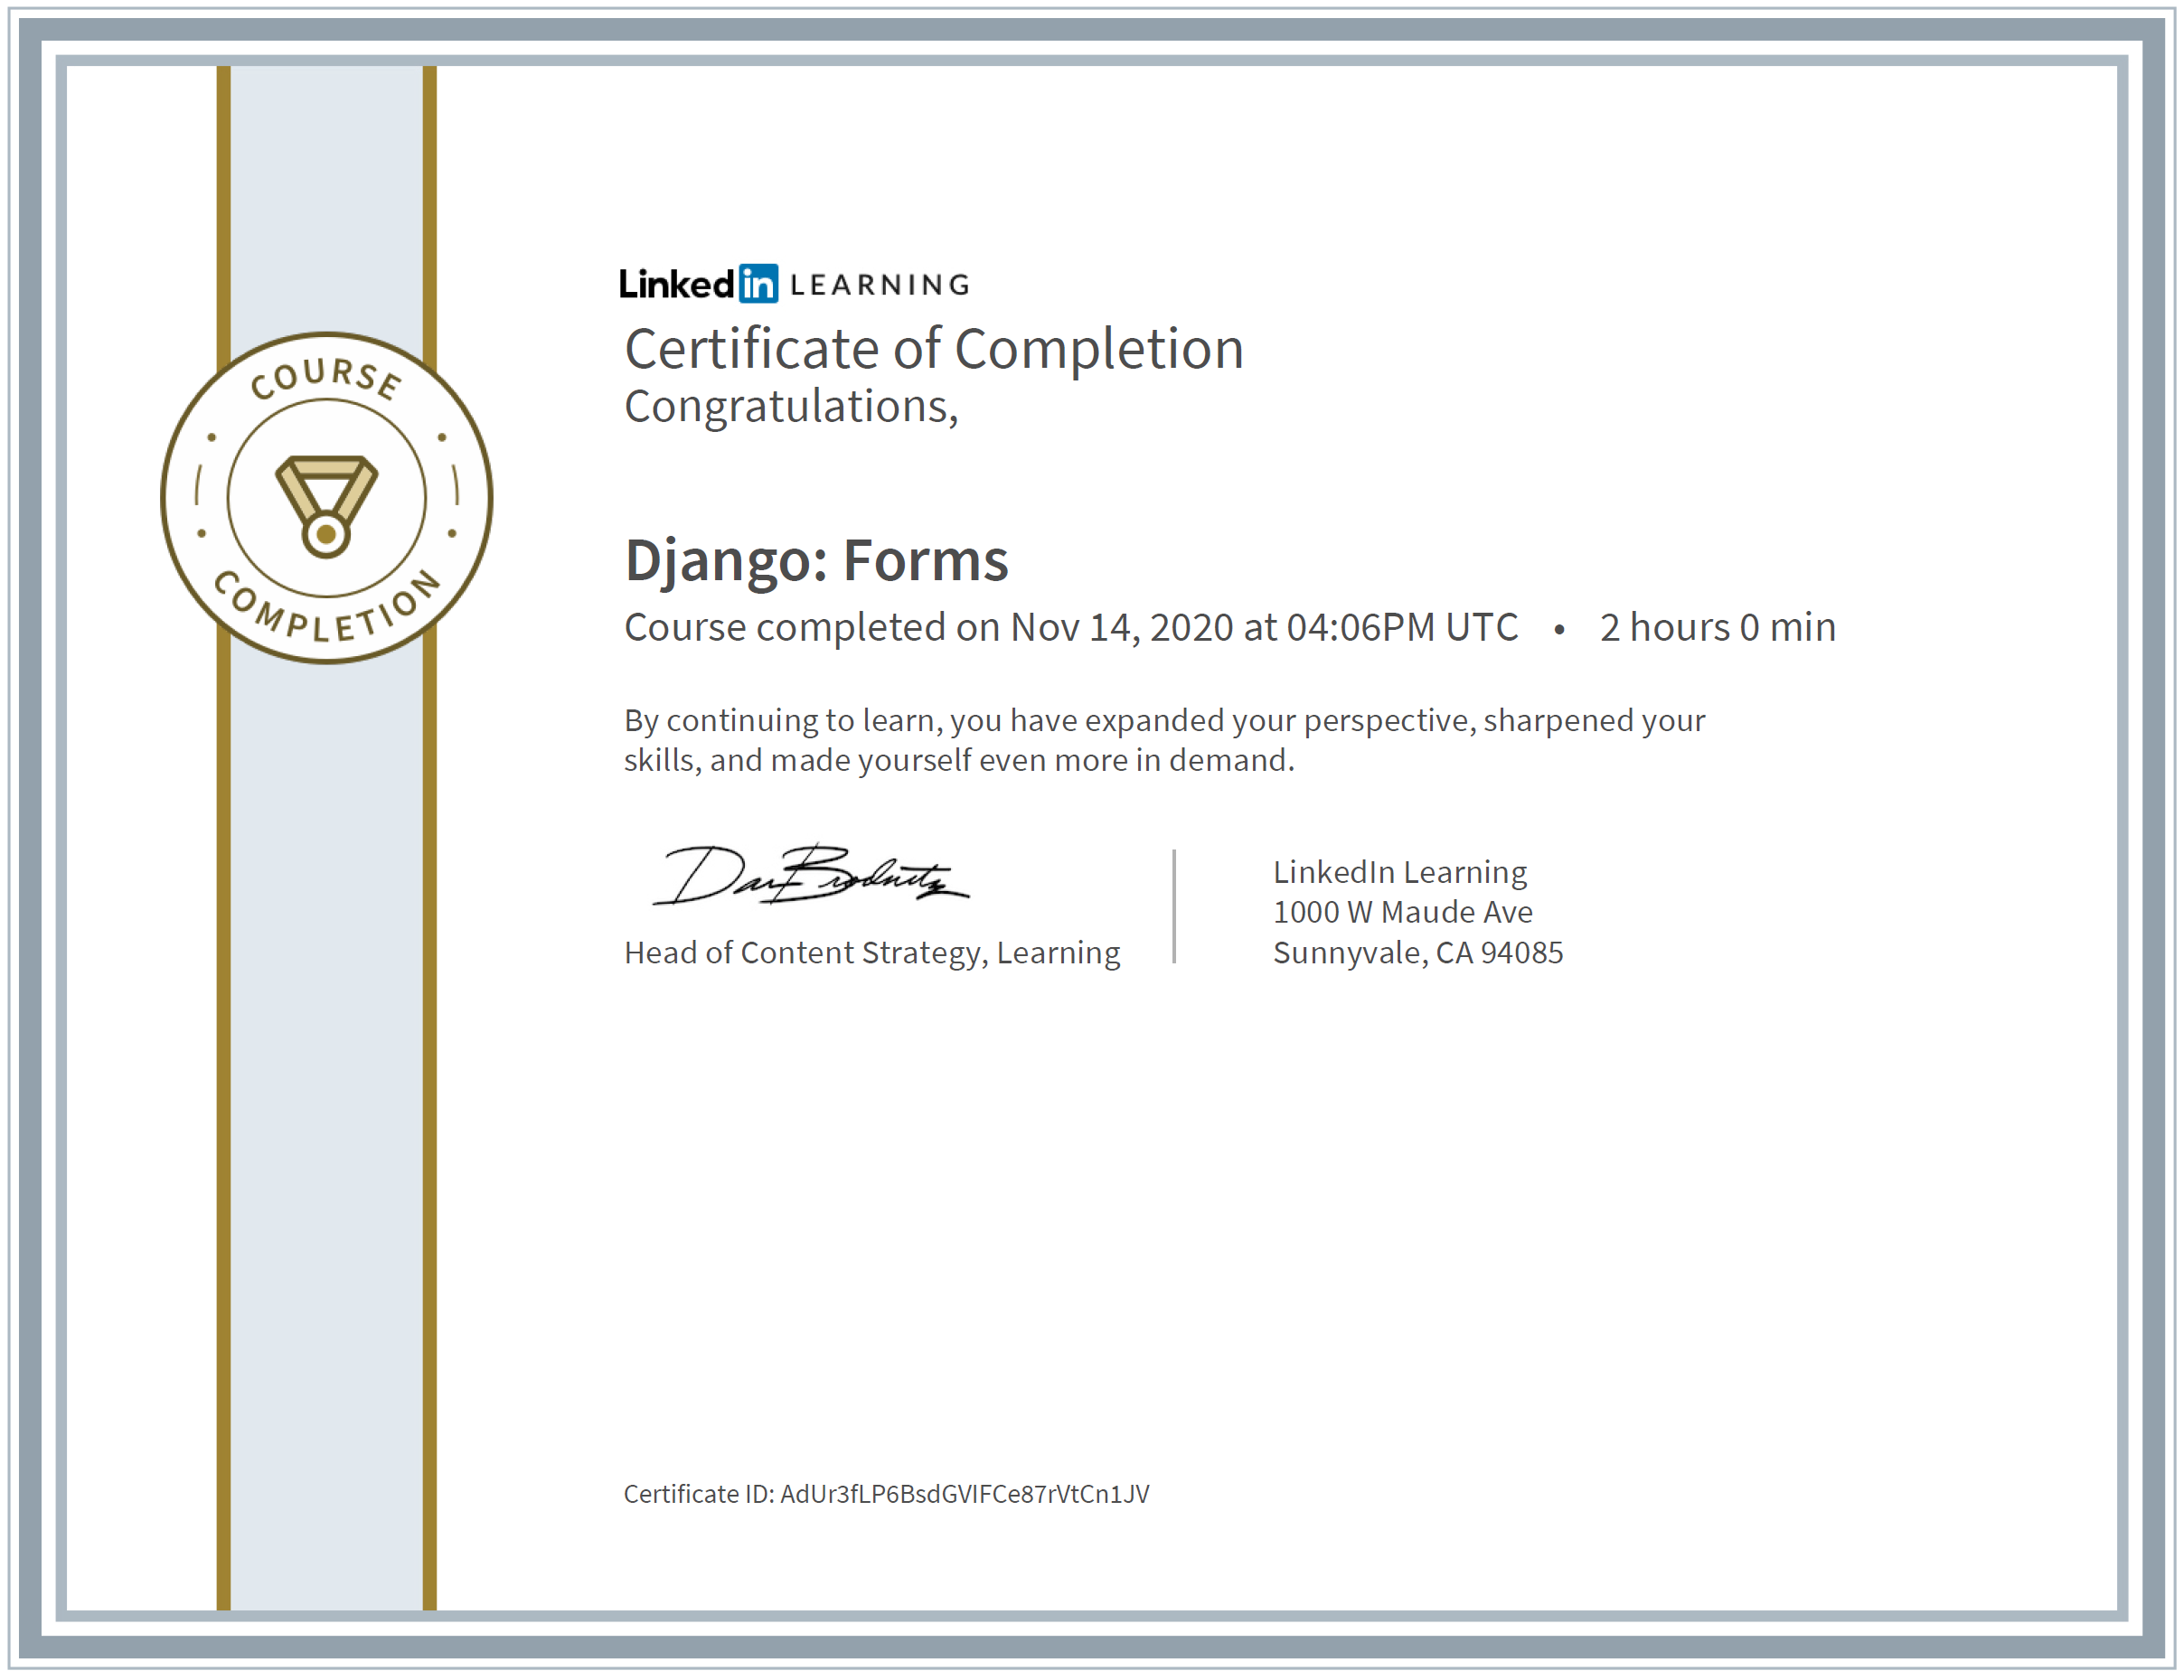 COURSE
COMPLETION
Linked in LEARNING
Certificate of Completion
Congratulations,
Django: Forms
Course completed on Nov 14, 2020 at 04:06PM UTC • 2 hours 0 min
By continuing to learn, you have expanded your perspective, sharpened your
skills, and made yourself even more in demand.
Head of Content Strategy, Learning
LinkedIn Learning
1000 W Maude Ave
Sunnyvale, CA 94085
Certificate ID: AdUr3fLP6BsdGVIFCe87rVtCn1JV